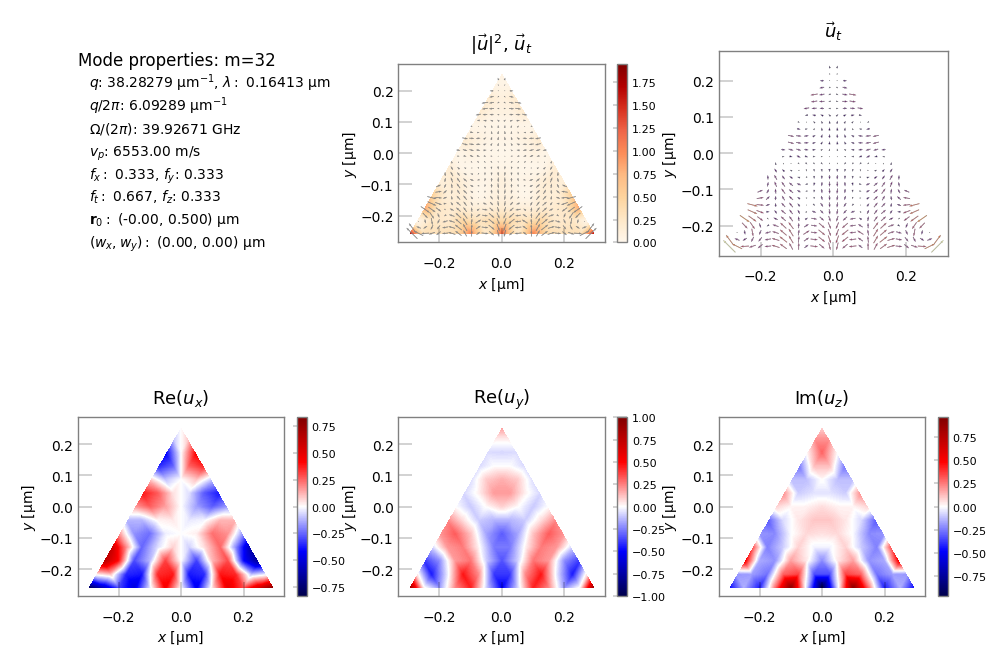 Mode properties: m=32
q: 38.28279 μm⁻¹, λ: 0.16413 μm
q/2π: 6.09289 μm⁻¹
Ω/(2π): 39.92671 GHz
v_p: 6553.00 m/s
f_x: 0.333, f_y: 0.333
f_t: 0.667, f_z: 0.333
r₀: (-0.00, 0.500) μm
(w_x, w_y): (0.00, 0.00) μm
|u⃗|², u⃗_t
0.2
0.1
0.0
−0.1
−0.2
y [μm]
−0.2 0.0 0.2
x [μm]
1.75
1.50
1.25
1.00
0.75
0.50
0.25
0.00
u⃗_t
0.2
0.1
0.0
−0.1
−0.2
y [μm]
−0.2 0.0 0.2
x [μm]
Re(u_x)
0.2
0.1
0.0
−0.1
−0.2
y [μm]
−0.2 0.0 0.2
x [μm]
0.75
0.50
0.25
0.00
−0.25
−0.50
−0.75
Re(u_y)
0.2
0.1
0.0
−0.1
−0.2
y [μm]
−0.2 0.0 0.2
x [μm]
1.00
0.75
0.50
0.25
0.00
−0.25
−0.50
−0.75
−1.00
Im(u_z)
0.2
0.1
0.0
−0.1
−0.2
y [μm]
−0.2 0.0 0.2
x [μm]
0.75
0.50
0.25
0.00
−0.25
−0.50
−0.75